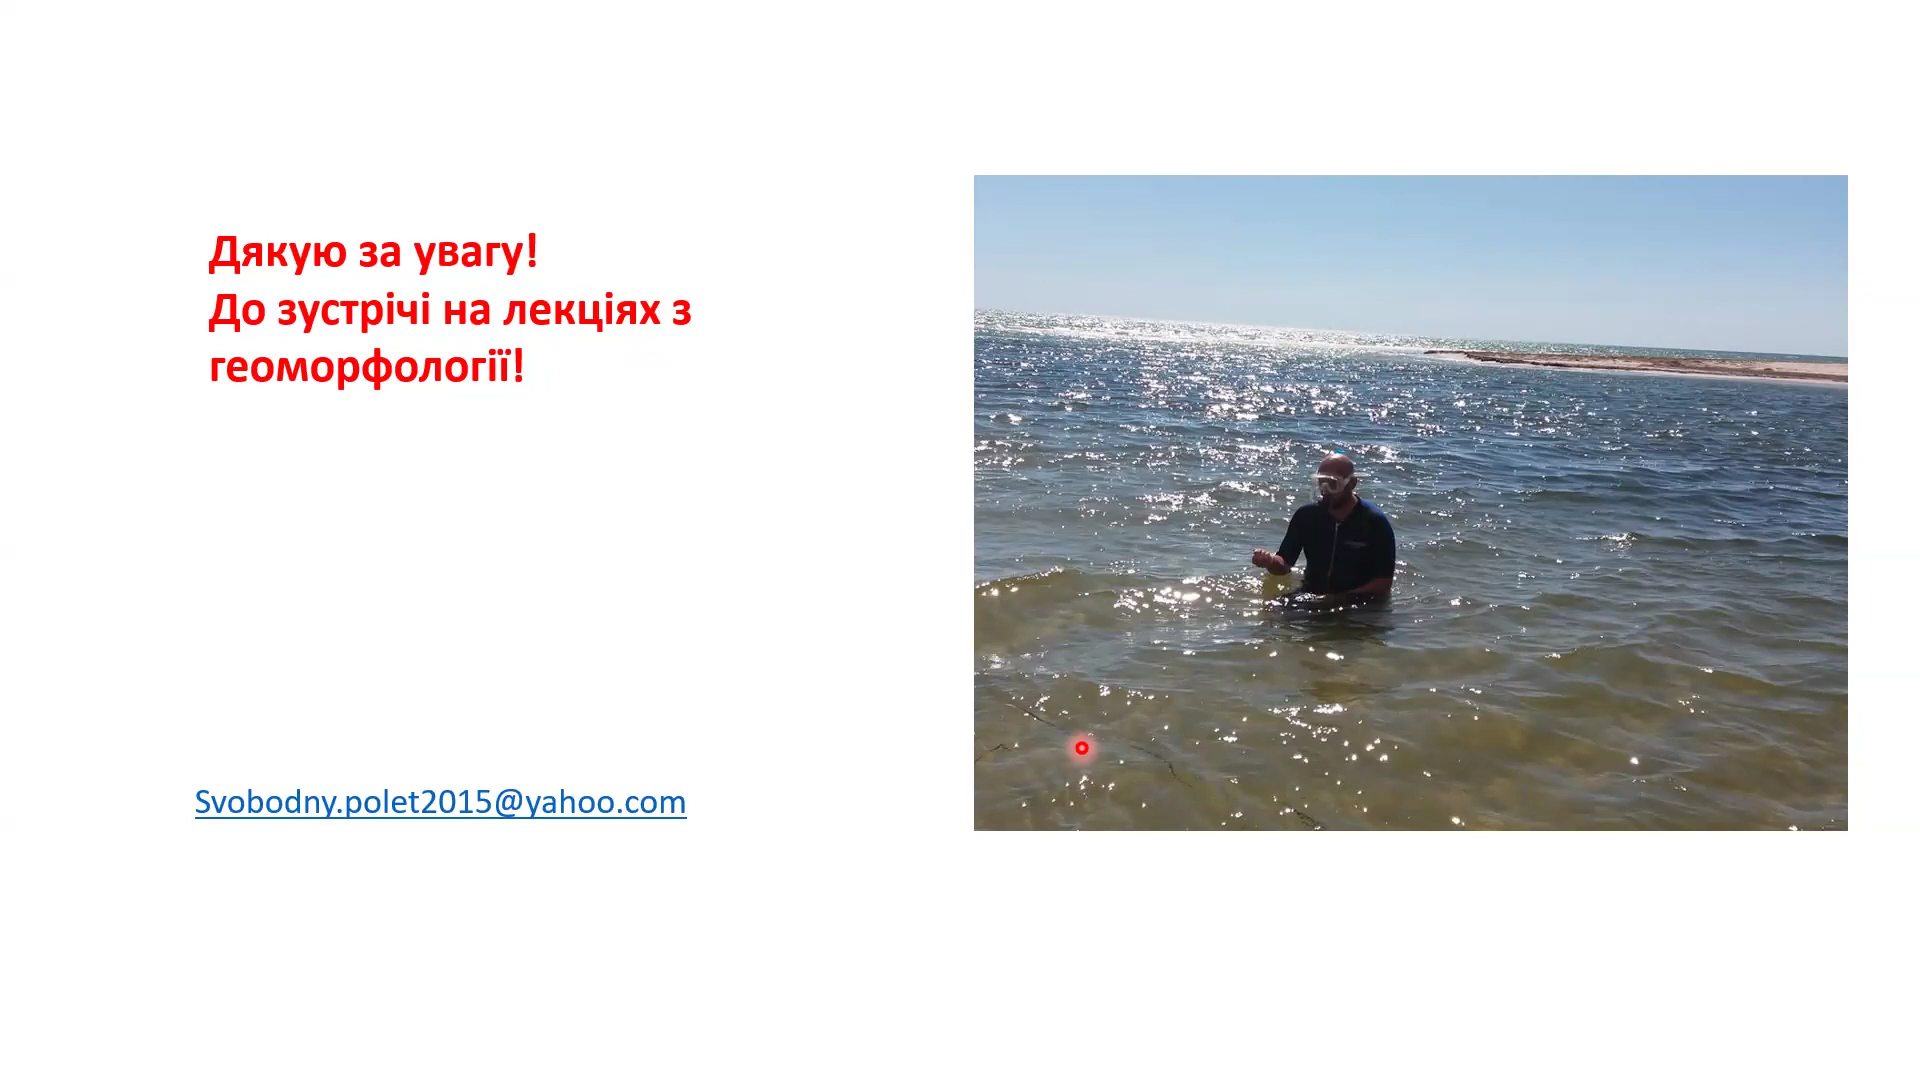 Дякую за увагу!
До зустрічі на лекціях з
геоморфології!
Svobodny.polet2015@yahoo.com